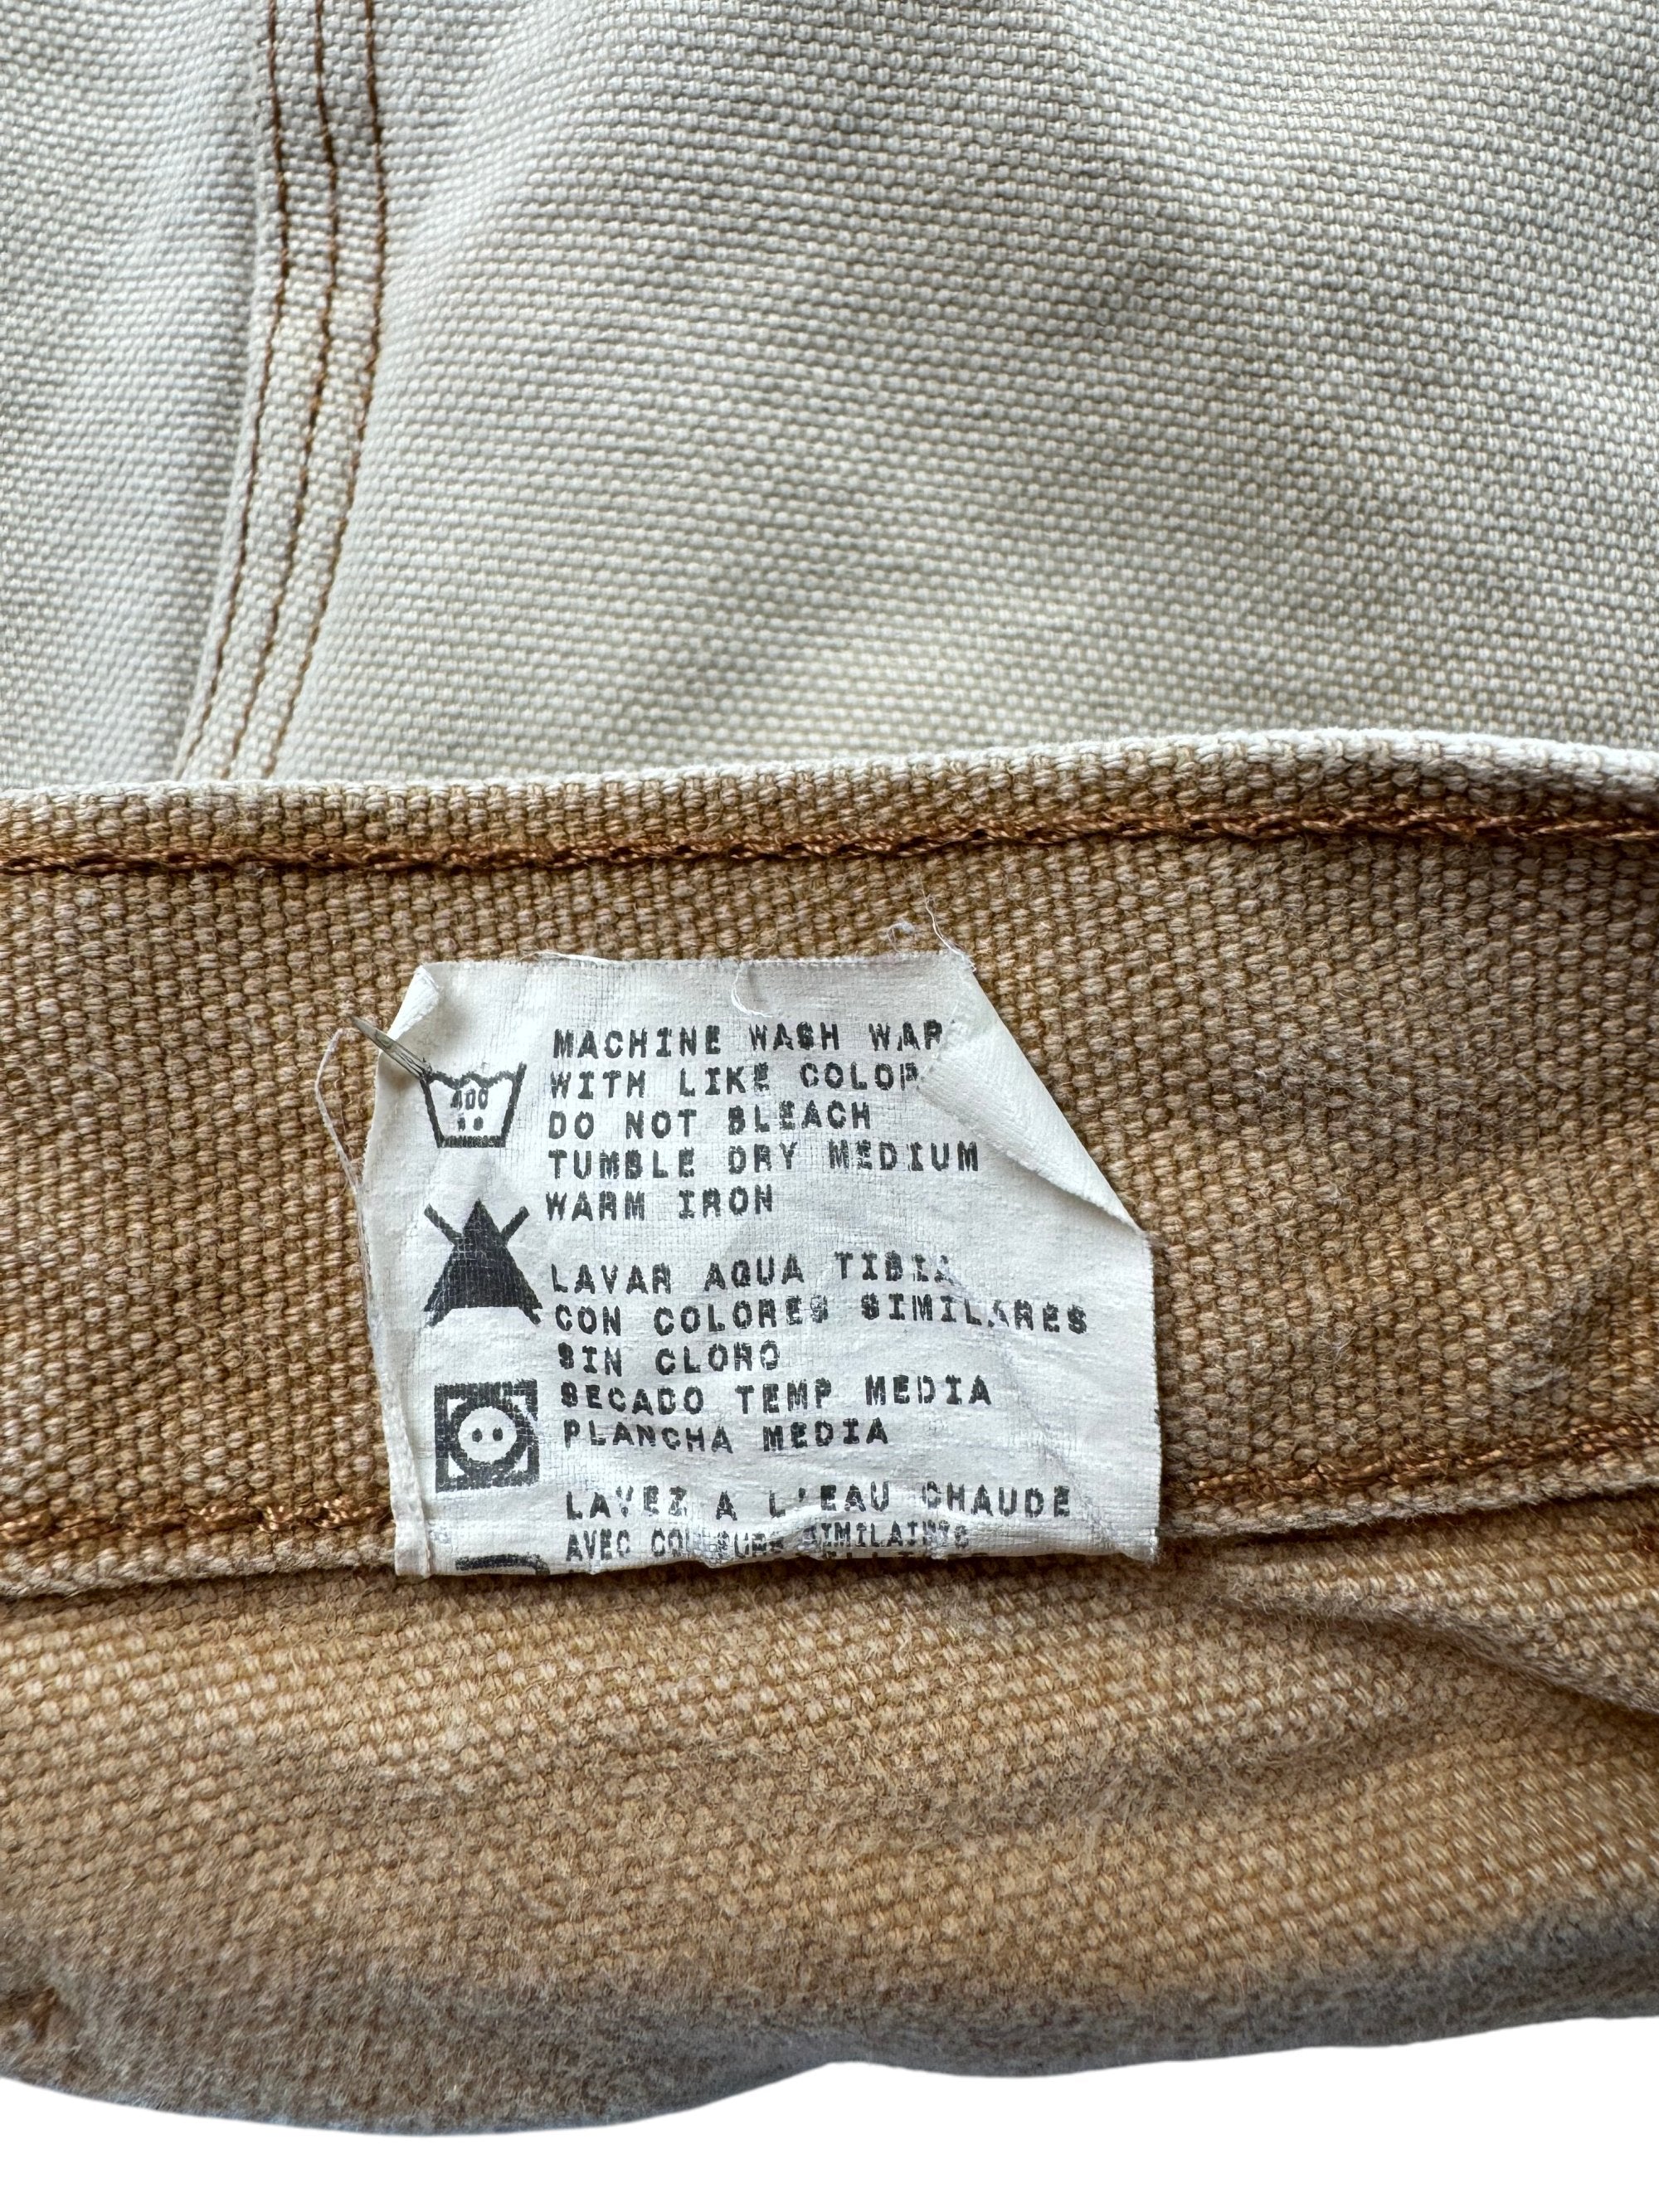 MACHINE WASH WAR
WITH LIKE COLOR
DO NOT BLEACH
TUMBLE DRY MEDIUM
WARM IRON
LAVAR AQUA TIBIA
CON COLORES SIMILARES
SIN CLORO
SECADO TEMP MEDIA
PLANCHA MEDIA
LAVEZ A L'EAU CHAUDE
AVEC